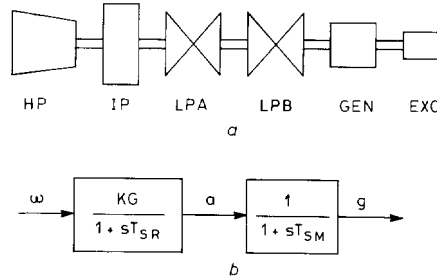 HP IP LPA LPB GEN EXC
a
ω KG a 1 g
1 + sT_SR 1 + sT_SM
b